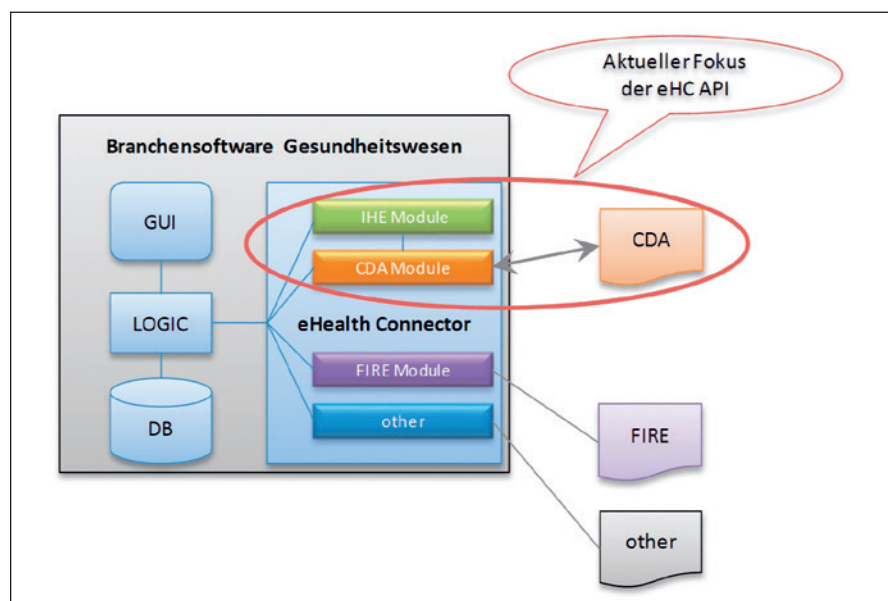 Aktueller Fokus
der eHC API
Branchensoftware Gesundheitswesen
GUI
LOGIC
DB
IHE Module
CDA Module
eHealth Connector
FIRE Module
other
CDA
FIRE
other